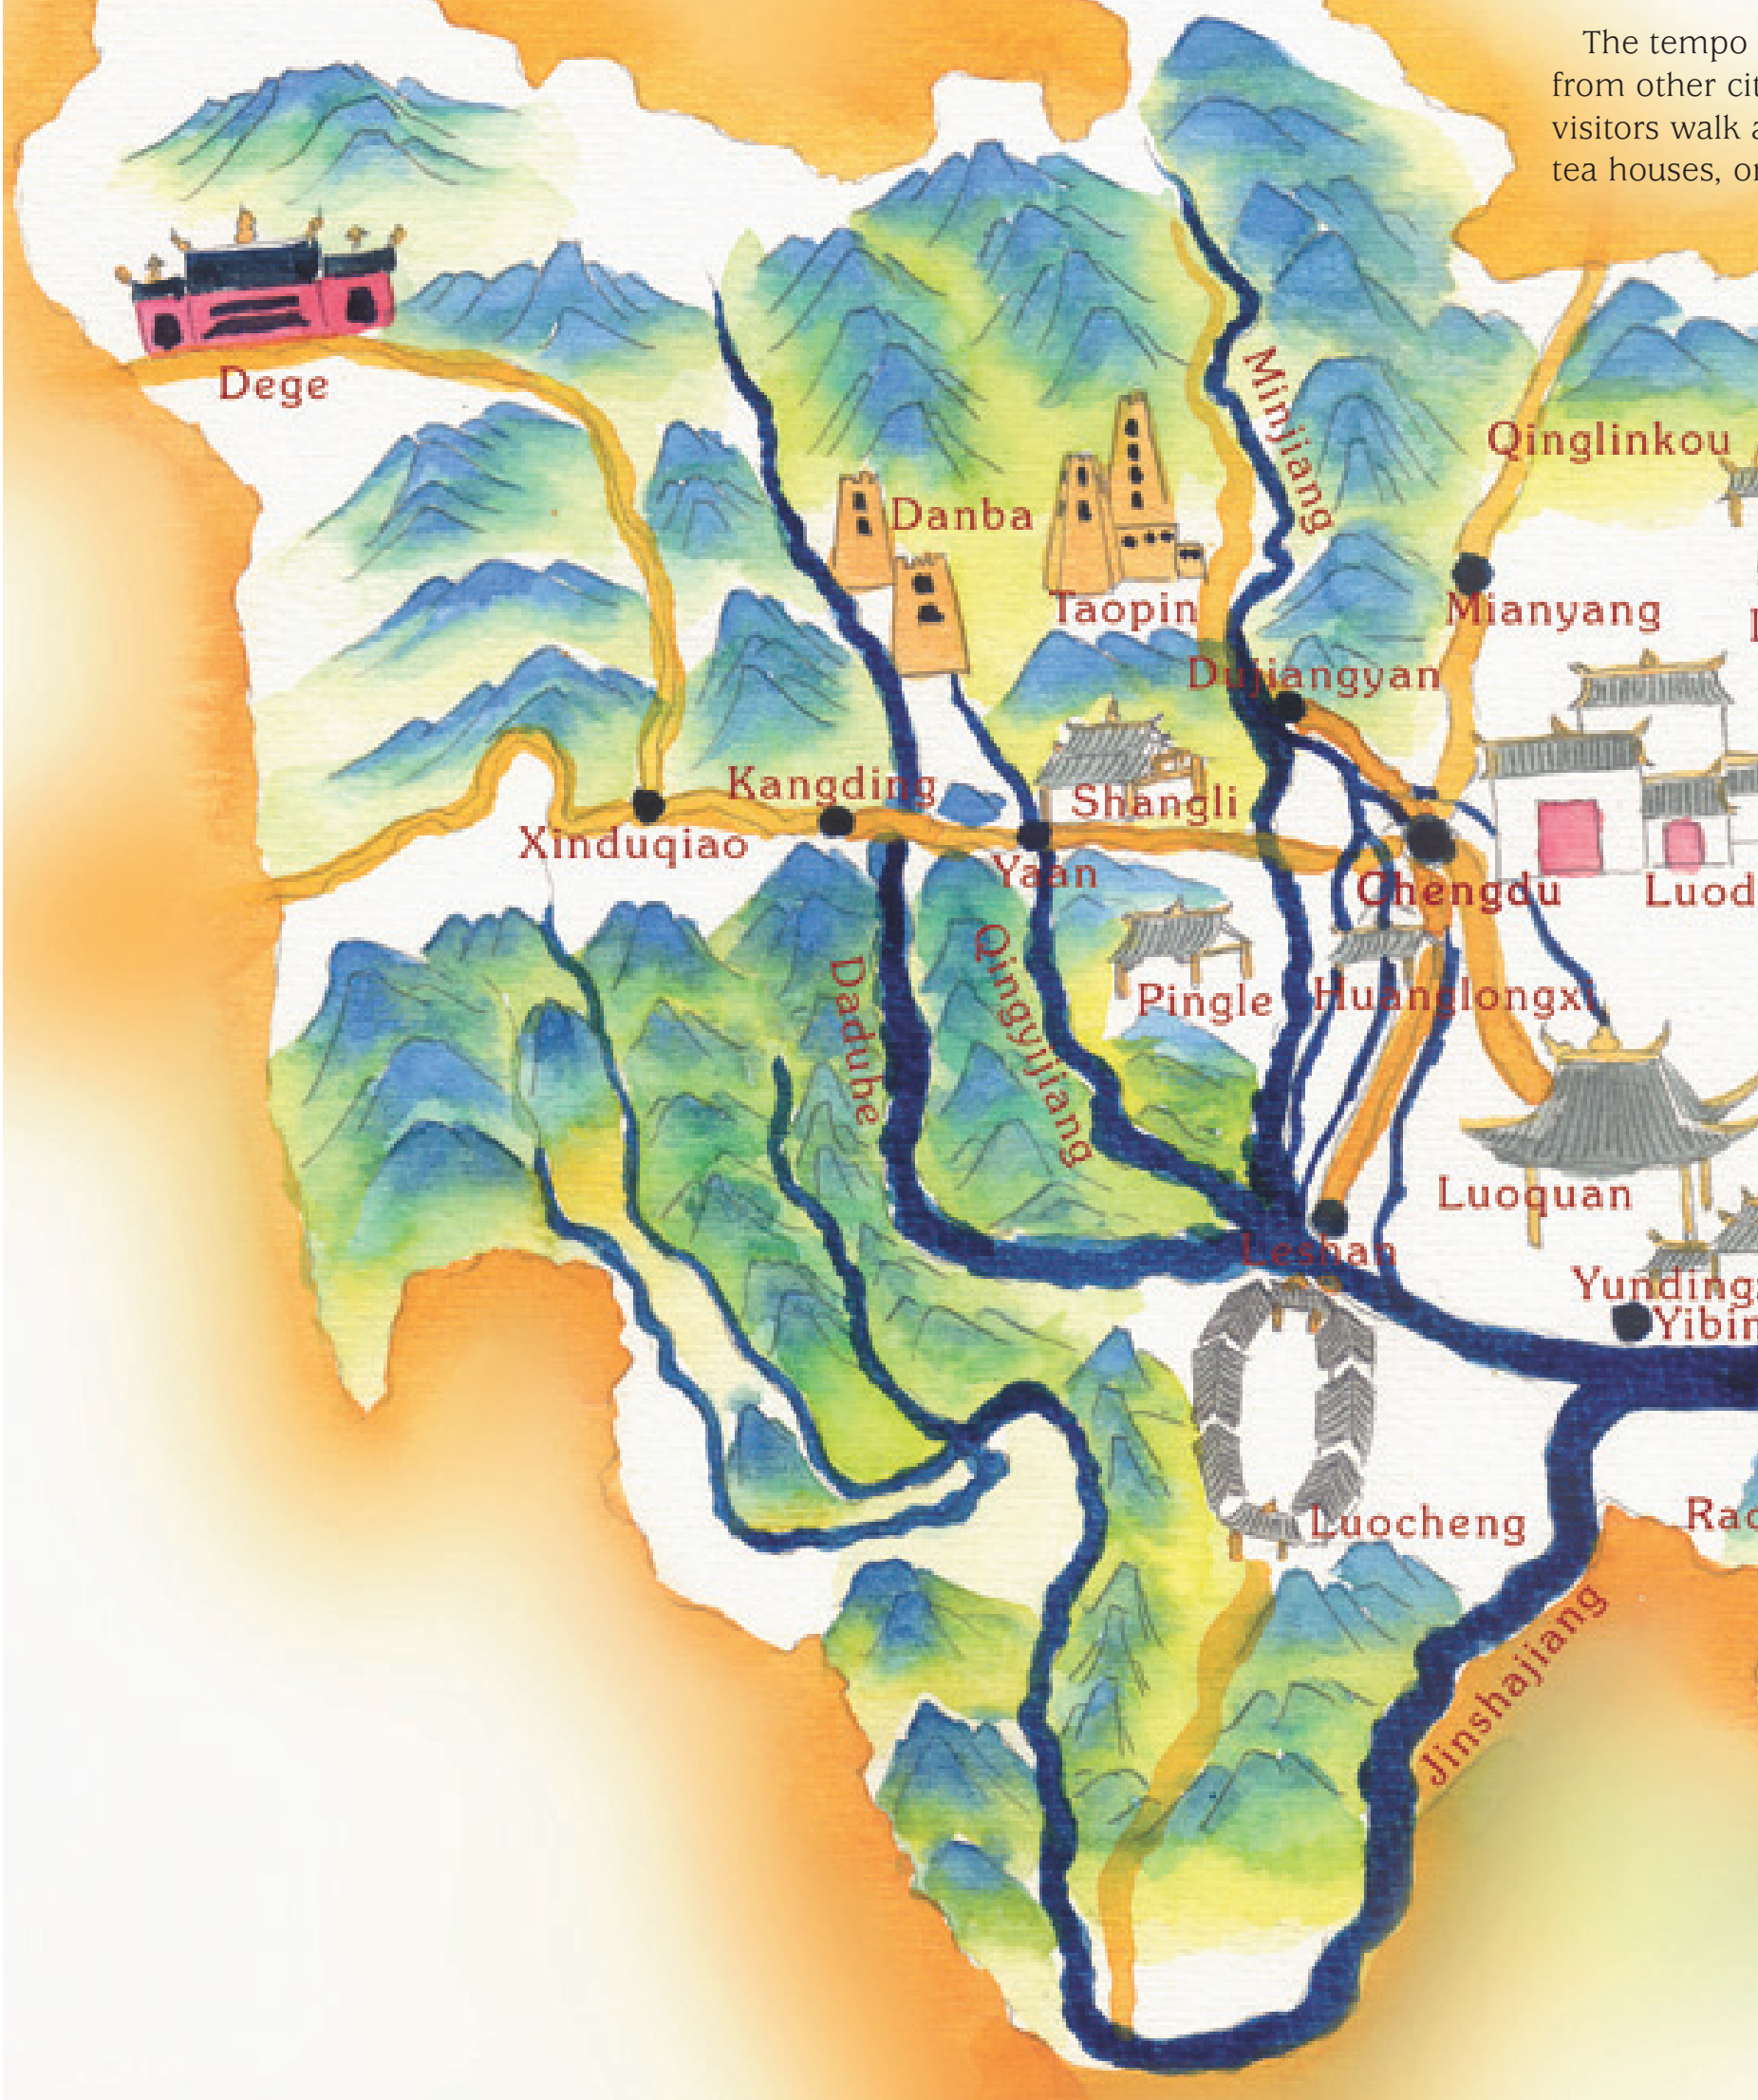 The tempo
from other cit
visitors walk a
tea houses, or
Dege
Minjiang
Qinglinkou
Danba
Taopin
Mianyang
Dujiangyan
Kangding
Shangli
Xinduqiao
Yaan
Chengdu
Luod
Daduhe
Qingyijiang
Pingle
Huanglongxi
Luoquan
Leshan
Yunding
Yibin
Luocheng
Rao
Jinshajiang